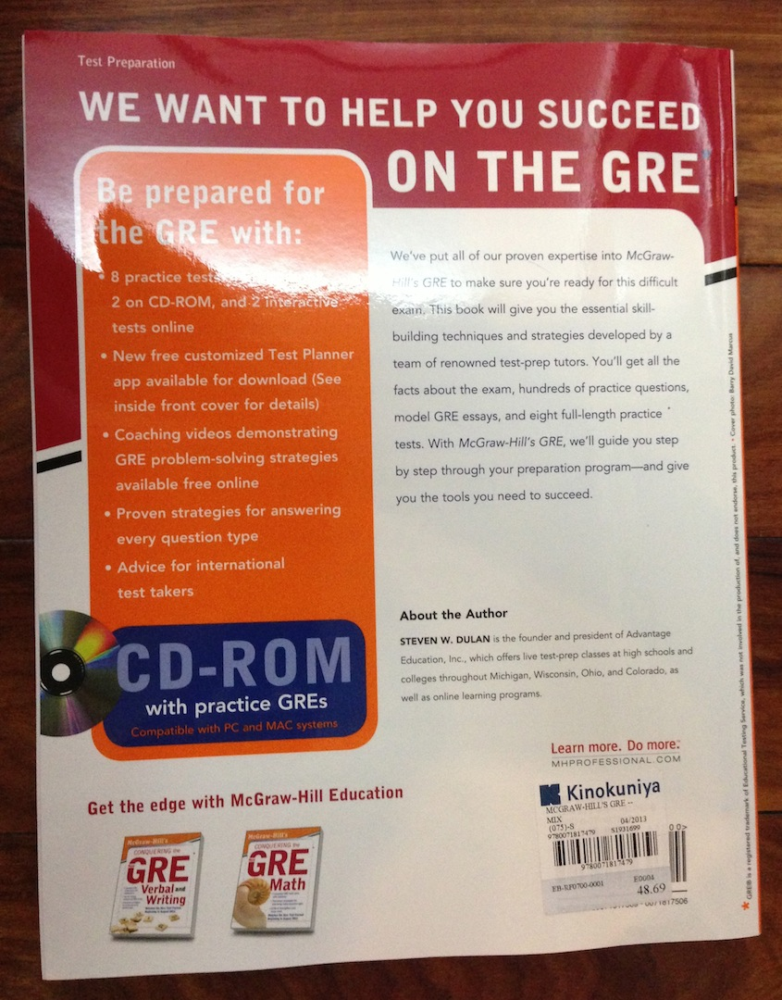 Test Preparation
WE WANT TO HELP YOU SUCCEED
ON THE GRE*
Be prepared for
the GRE with:
• 8 practice tests
2 on CD-ROM, and 2 interactive
tests online
• New free customized Test Planner
app available for download (See
inside front cover for details)
• Coaching videos demonstrating
GRE problem-solving strategies
available free online
• Proven strategies for answering
every question type
• Advice for international
test takers
CD-ROM
with practice GREs
Compatible with PC and MAC systems
We've put all of our proven expertise into McGraw-
Hill's GRE to make sure you're ready for this difficult
exam. This book will give you the essential skill-
building techniques and strategies developed by a
team of renowned test-prep tutors. You'll get all the
facts about the exam, hundreds of practice questions,
model GRE essays, and eight full-length practice
tests. With McGraw-Hill's GRE, we'll guide you step
by step through your preparation program—and give
you the tools you need to succeed.
About the Author
STEVEN W. DULAN is the founder and president of Advantage
Education, Inc., which offers live test-prep classes at high schools and
colleges throughout Michigan, Wisconsin, Ohio, and Colorado, as
well as online learning programs.
Learn more. Do more.
MHPROFESSIONAL.COM
Get the edge with McGraw-Hill Education
McGraw-Hill's
CONQUERING the
GRE
Verbal and
Writing
McGraw-Hill's
CONQUERING the
GRE
Math
Kinokuniya
MCGRAW-HILL'S GRE --
MIX 04/2013
(075)-S
9780071817479 S1931699
9780071817479
EB-RF0700-0001 E0004
48.69
00>
0071817506
* GRE® is a registered trademark of Educational Testing Service, which was not involved in the production of, and does not endorse, this product. • Cover photo: Barry David Marcus